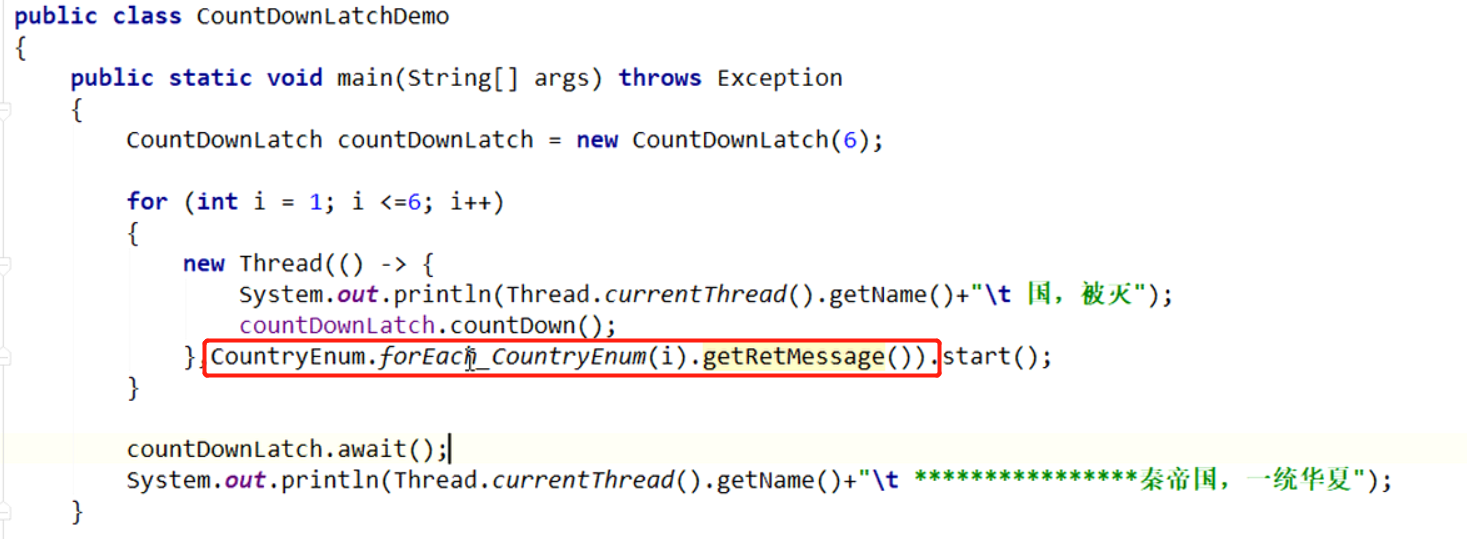 public class CountDownLatchDemo
{
    public static void main(String[] args) throws Exception
    {
        CountDownLatch countDownLatch = new CountDownLatch(6);

        for (int i = 1; i <=6; i++)
        {
            new Thread(() -> {
                System.out.println(Thread.currentThread().getName()+"\t 国，被灭");
                countDownLatch.countDown();
            },CountryEnum.forEach_CountryEnum(i).getRetMessage()).start();
        }

        countDownLatch.await();
        System.out.println(Thread.currentThread().getName()+"\t ****************秦帝国，一统华夏");
    }